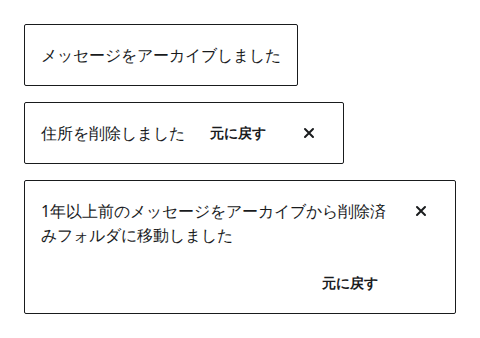 メッセージをアーカイブしました
住所を削除しました 元に戻す
1年以上前のメッセージをアーカイブから削除済
みフォルダに移動しました
元に戻す